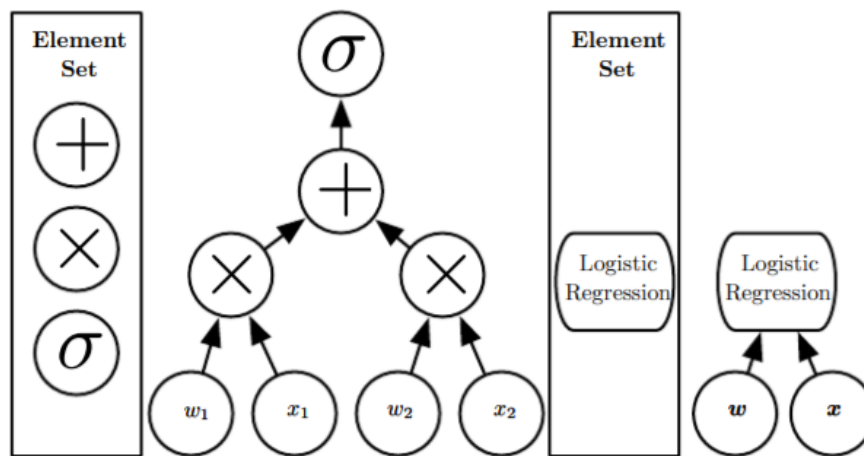 Element
Set
+
×
σ
σ
+
×
×
w₁
x₁
w₂
x₂
Element
Set
Logistic
Regression
Logistic
Regression
w
x